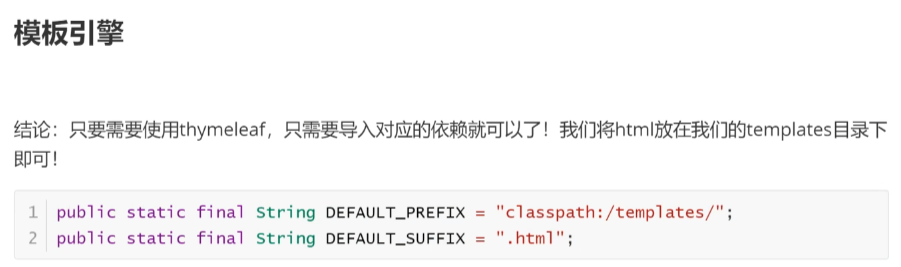 模板引擎
结论：只要需要使用thymeleaf，只需要导入对应的依赖就可以了！我们将html放在我们的templates目录下
即可！
1 public static final String DEFAULT_PREFIX = "classpath:/templates/";
2 public static final String DEFAULT_SUFFIX = ".html";